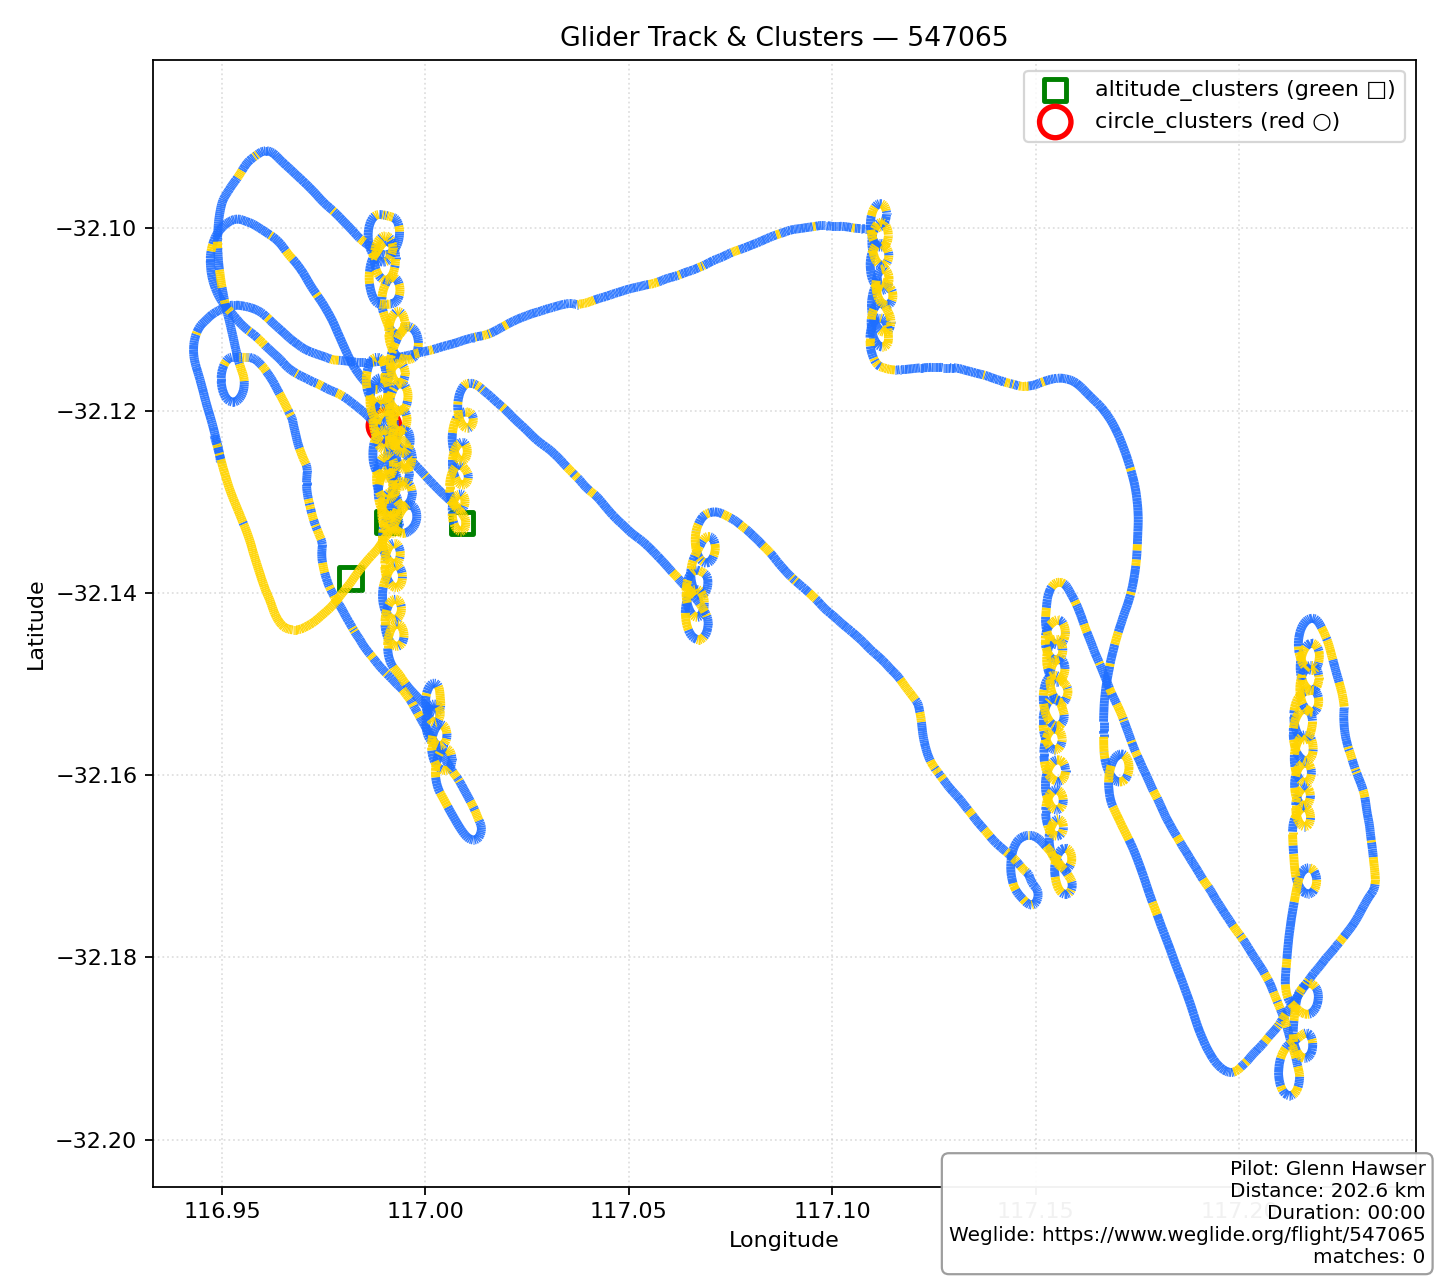 Glider Track & Clusters — 547065
altitude_clusters (green □)
circle_clusters (red ○)
Latitude
−32.10
−32.12
−32.14
−32.16
−32.18
−32.20
116.95
117.00
117.05
117.10
117.15
Longitude
Pilot: Glenn Hawser
Distance: 202.6 km
Duration: 00:00
Weglide: https://www.weglide.org/flight/547065
matches: 0